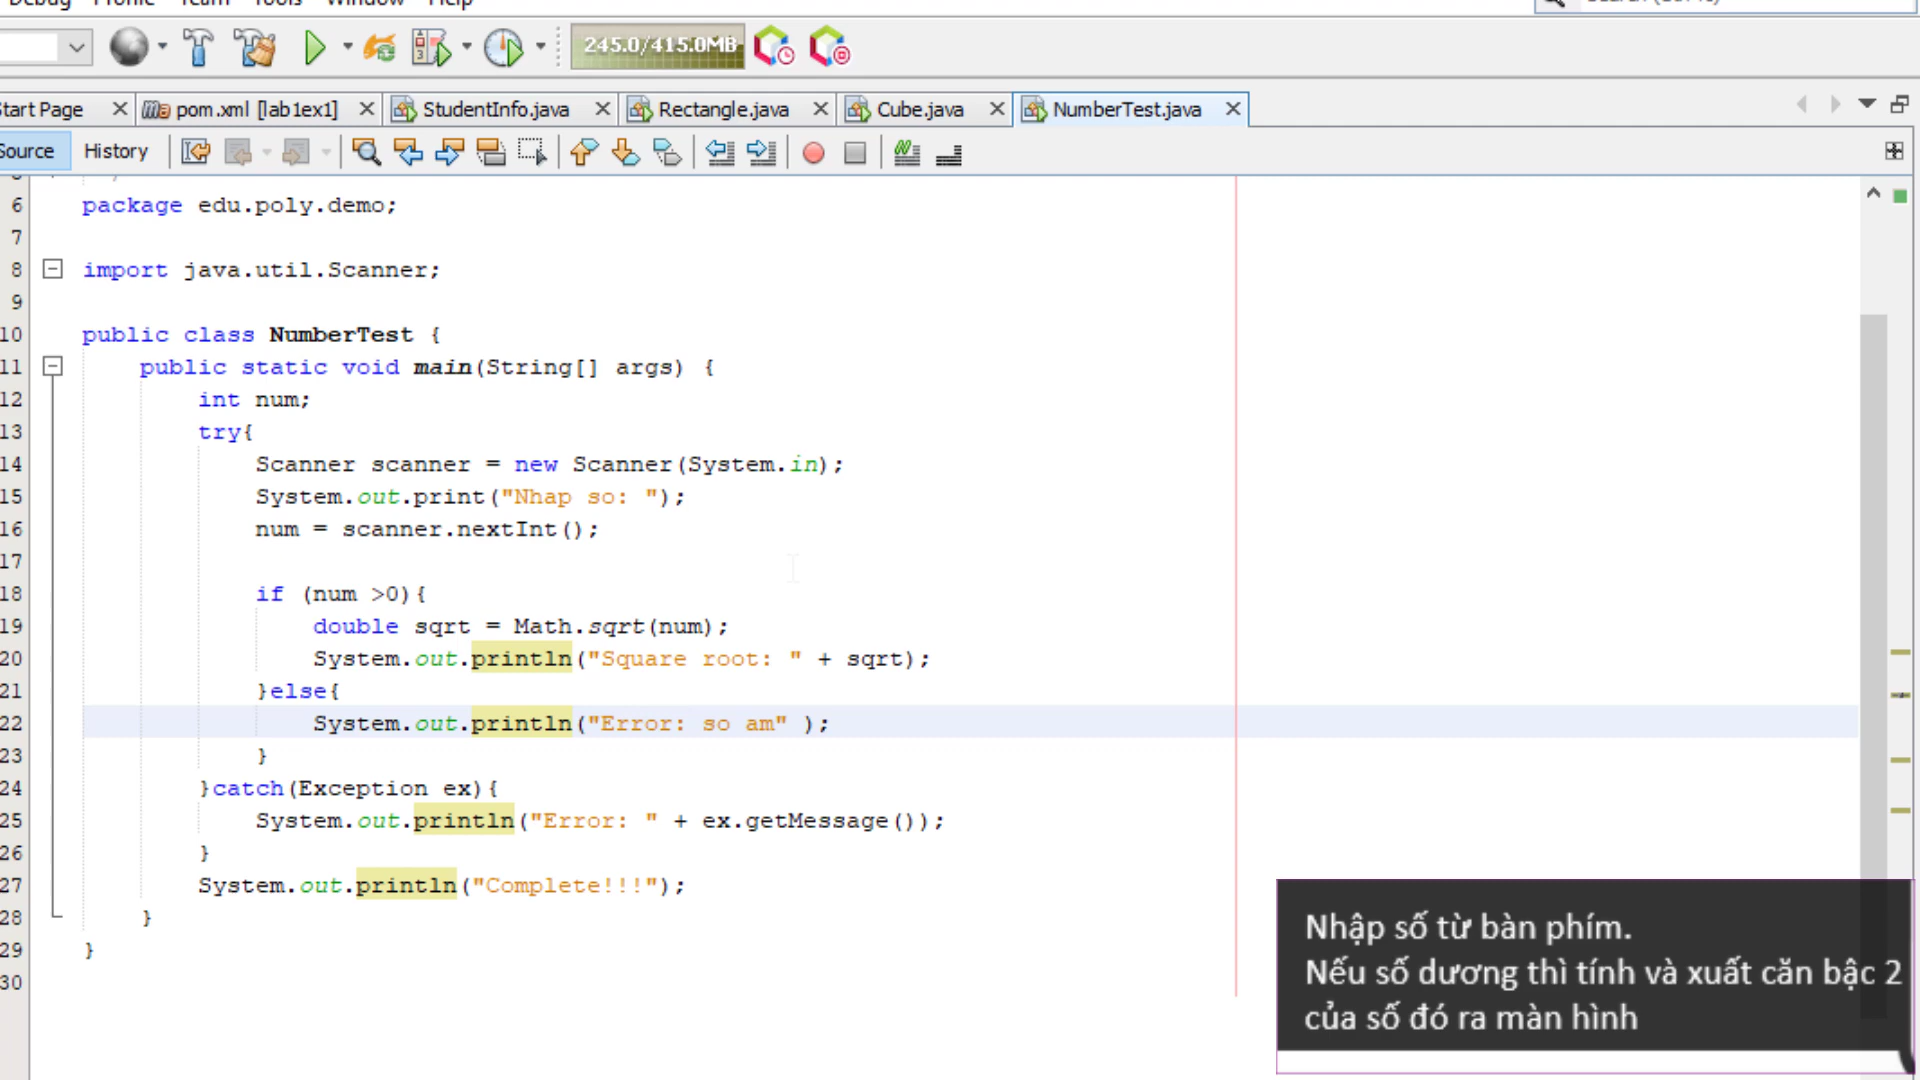 245.0/415.0MB
Start Page
pom.xml [lab1ex1]
StudentInfo.java
Rectangle.java
Cube.java
NumberTest.java
Source
History
6 package edu.poly.demo;
7
8 import java.util.Scanner;
9
10 public class NumberTest {
11 public static void main(String[] args) {
12 int num;
13 try{
14 Scanner scanner = new Scanner(System.in);
15 System.out.print("Nhap so: ");
16 num = scanner.nextInt();
17
18 if (num >0){
19 double sqrt = Math.sqrt(num);
20 System.out.println("Square root: " + sqrt);
21 }else{
22 System.out.println("Error: so am" );
23 }
24 }catch(Exception ex){
25 System.out.println("Error: " + ex.getMessage());
26 }
27 System.out.println("Complete!!!");
28 }
29 }
30
Nhập số từ bàn phím.
Nếu số dương thì tính và xuất căn bậc 2
của số đó ra màn hình